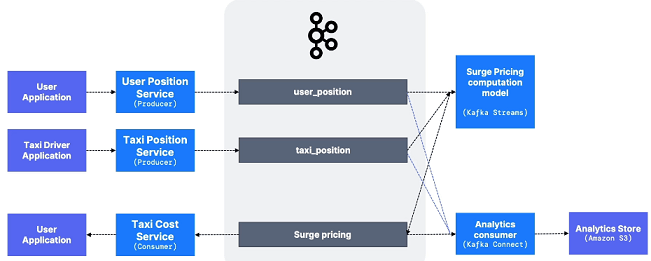 User
Application
User Position
Service
(Producer)
user_position
Surge Pricing
computation
model
(Kafka Streams)
Taxi Driver
Application
Taxi Position
Service
(Producer)
taxi_position
User
Application
Taxi Cost
Service
(Consumer)
Surge pricing
Analytics
consumer
(Kafka Connect)
Analytics Store
(Amazon S3)